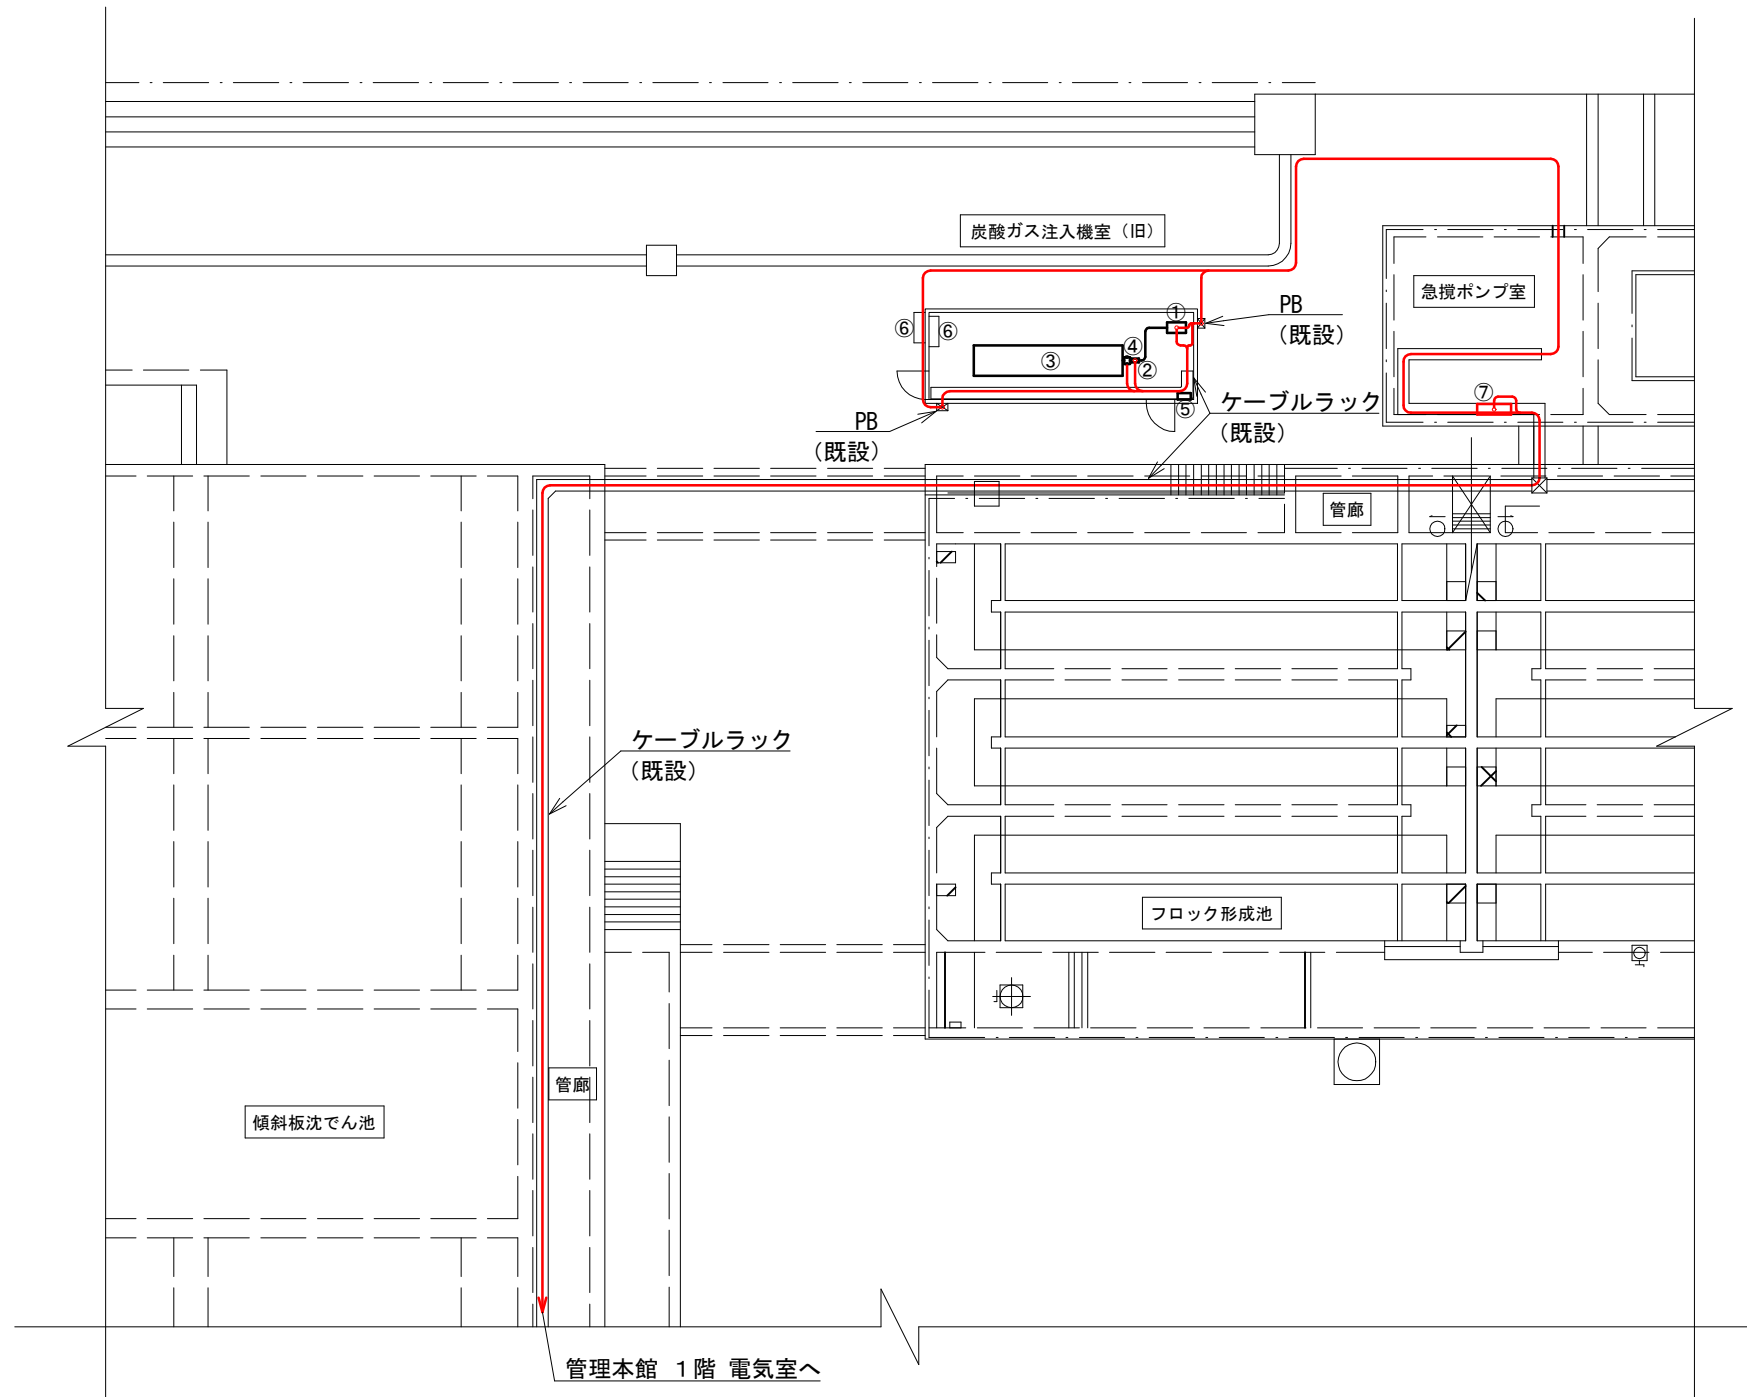 炭酸ガス注入機室（旧）
急撹ポンプ室
PB
（既設）
①
⑥
⑥
④
③
②
⑦
⑤
ケーブルラック
（既設）
PB
（既設）
管廊
ケーブルラック
（既設）
フロック形成池
管廊
傾斜板沈でん池
管理本館 １階 電気室へ